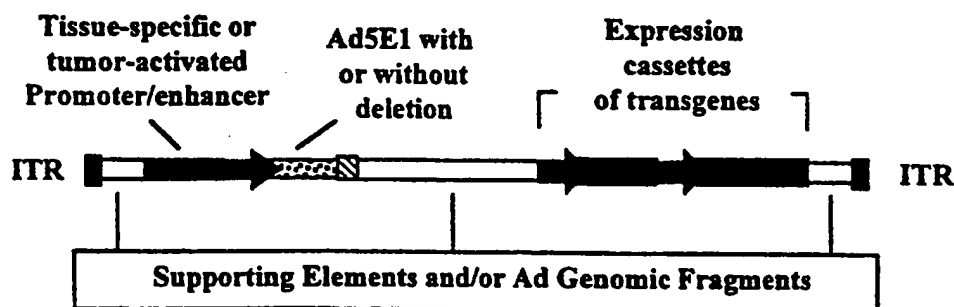 Tissue-specific or
tumor-activated
Promoter/enhancer
Ad5E1 with
or without
deletion
Expression
cassettes
of transgenes
ITR
ITR
Supporting Elements and/or Ad Genomic Fragments